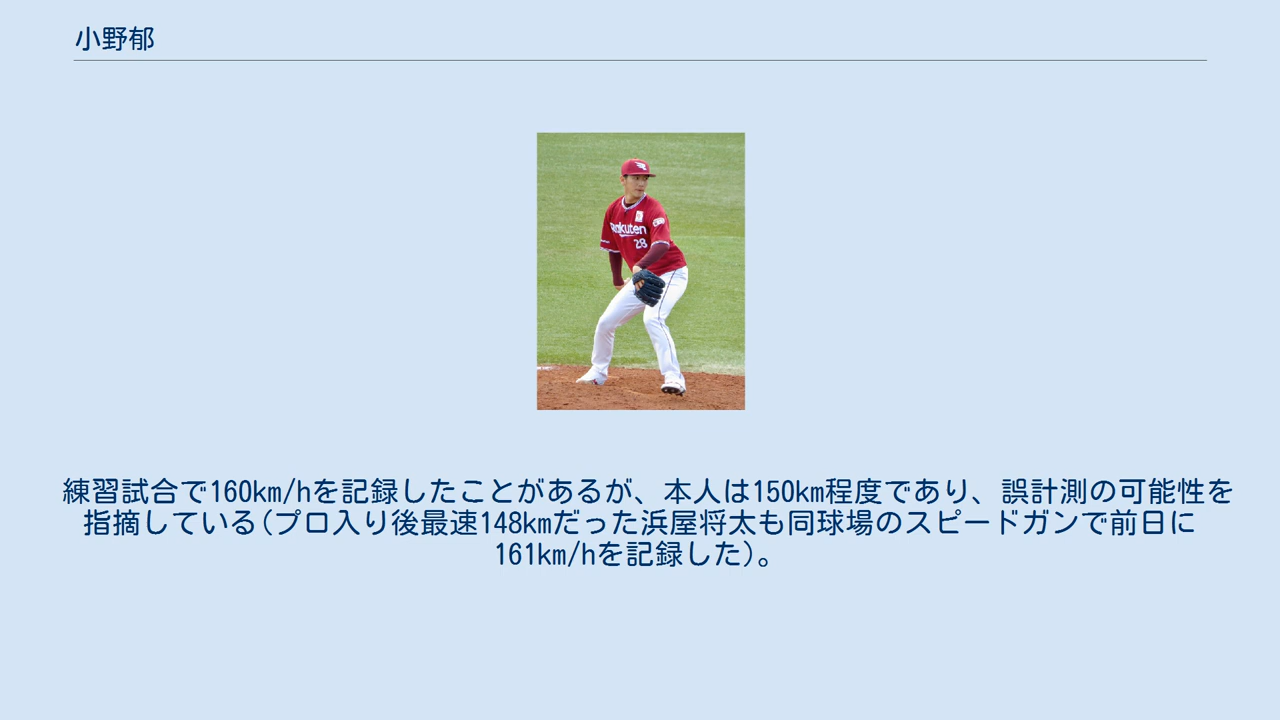 小野郁
Rakuten
28
練習試合で160km/hを記録したことがあるが、本人は150km程度であり、誤計測の可能性を
指摘している(プロ入り後最速148kmだった浜屋将太も同球場のスピードガンで前日に
161km/hを記録した)。